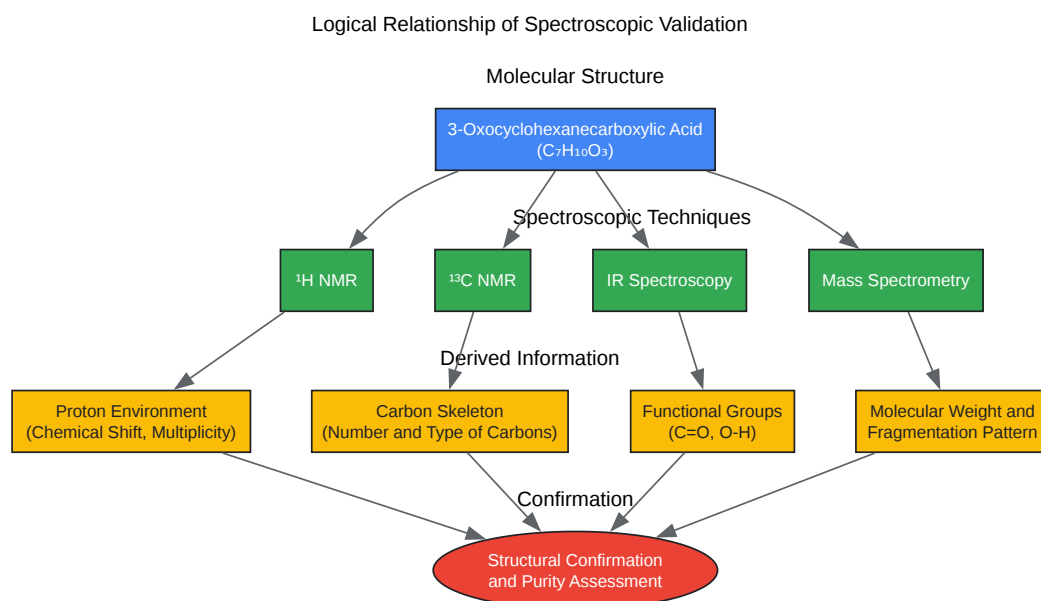 Logical Relationship of Spectroscopic Validation
Molecular Structure
3-Oxocyclohexanecarboxylic Acid
(C₇H₁₀O₃)
Spectroscopic Techniques
¹H NMR
¹³C NMR
IR Spectroscopy
Mass Spectrometry
Derived Information
Proton Environment
(Chemical Shift, Multiplicity)
Carbon Skeleton
(Number and Type of Carbons)
Functional Groups
(C=O, O-H)
Molecular Weight and
Fragmentation Pattern
Confirmation
Structural Confirmation
and Purity Assessment